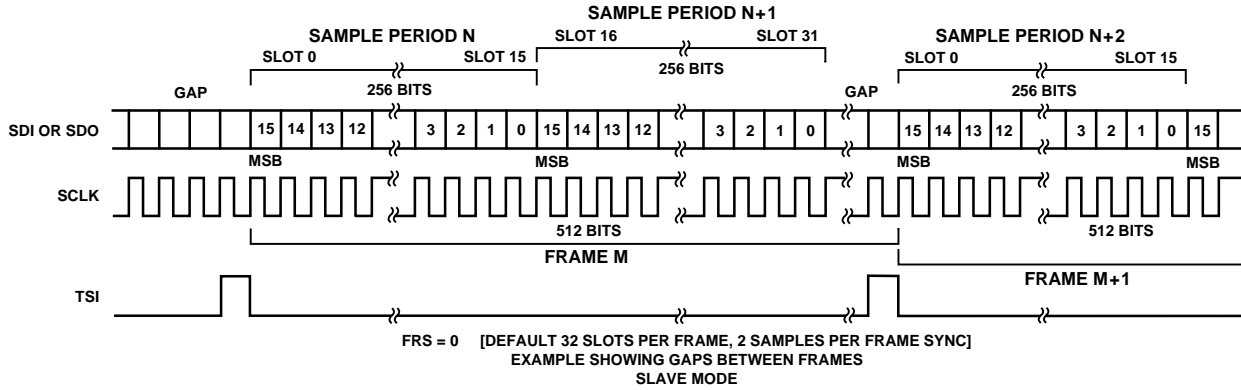 SAMPLE PERIOD N+1
SAMPLE PERIOD N SLOT 16 SLOT 31 SAMPLE PERIOD N+2
SLOT 0 SLOT 15 256 BITS SLOT 0 SLOT 15
GAP 256 BITS GAP 256 BITS
SDI OR SDO 15 14 13 12 3 2 1 0 15 14 13 12 3 2 1 0 15 14 13 12 3 2 1 0 15
MSB MSB MSB MSB
SCLK
512 BITS 512 BITS
FRAME M
FRAME M+1
TSI
FRS = 0 [DEFAULT 32 SLOTS PER FRAME, 2 SAMPLES PER FRAME SYNC]
EXAMPLE SHOWING GAPS BETWEEN FRAMES
SLAVE MODE